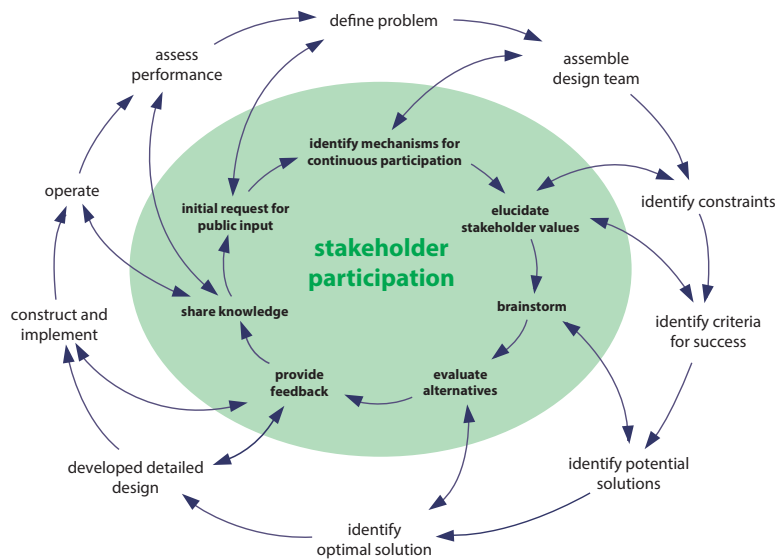 define problem
assemble
design team
identify constraints
identify criteria
for success
identify potential
solutions
identify
optimal solution
developed detailed
design
construct and
implement
operate
assess
performance
identify mechanisms for
continuous participation
elucidate
stakeholder values
brainstorm
evaluate
alternatives
provide
feedback
share knowledge
initial request for
public input
stakeholder
participation